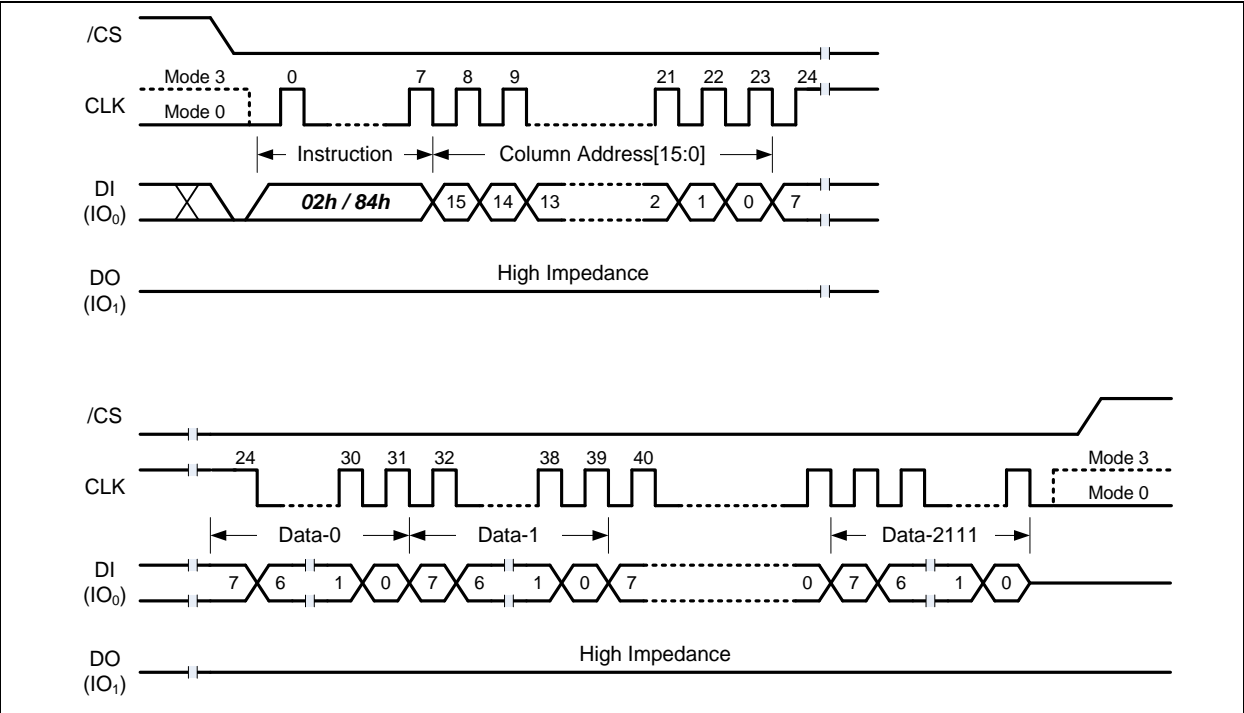 /CS
Mode 3 0 7 8 9 21 22 23 24
CLK
Mode 0
Instruction Column Address[15:0]
DI
(IO0)
02h / 84h 15 14 13 2 1 0 7
High Impedance
DO
(IO1)
/CS
24 30 31 32 38 39 40 Mode 3
CLK
Mode 0
Data-0 Data-1 Data-2111
DI
(IO0)
7 6 1 0 7 6 1 0 7 0 7 6 1 0
High Impedance
DO
(IO1)